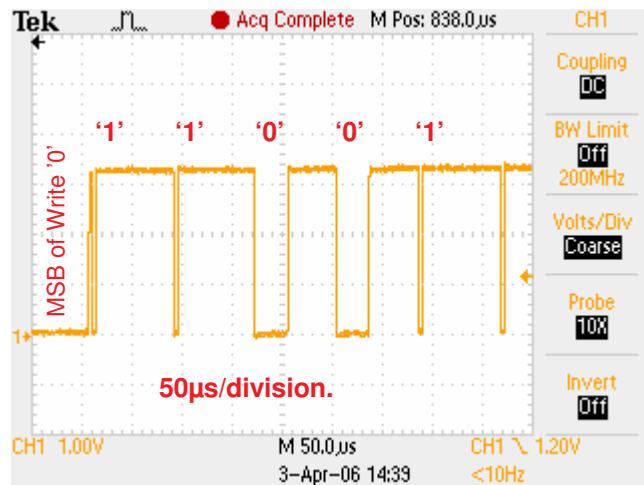 Tek Acq Complete M Pos: 838.0µs CH1
Coupling
DC
BW Limit
Off
200MHz
Volts/Div
Coarse
Probe
10X
Invert
Off
‘1’ ‘1’ ‘0’ ‘0’ ‘1’
MSB of Write '0'
1
50µs/division.
CH1 1.00V M 50.0µs CH1 1.20V
3-Apr-06 14:39 <10Hz